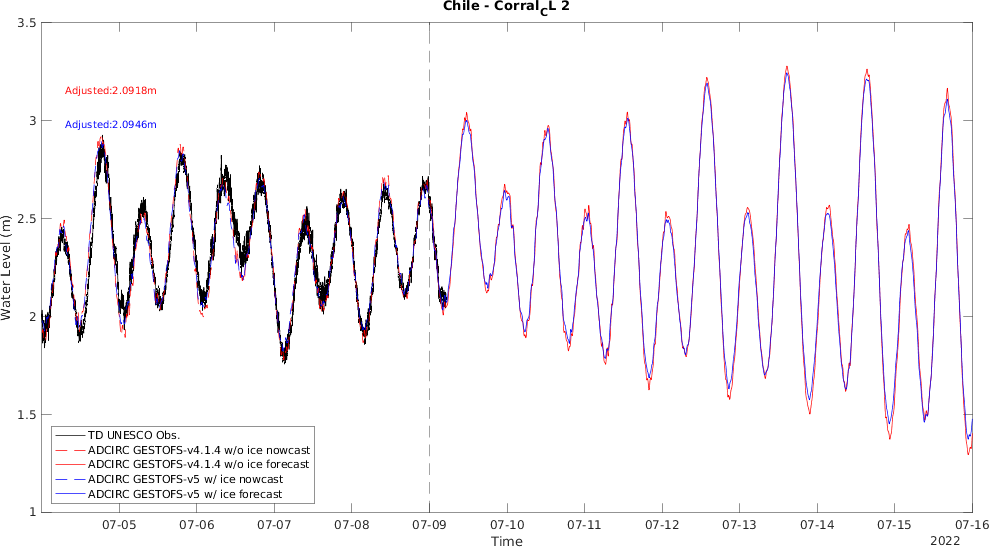 Chile - Corral_CL 2
3.5
3
2.5
2
1.5
1
Water Level (m)
Adjusted:2.0918m
Adjusted:2.0946m
TD UNESCO Obs.
ADCIRC GESTOFS-v4.1.4 w/o ice nowcast
ADCIRC GESTOFS-v4.1.4 w/o ice forecast
ADCIRC GESTOFS-v5 w/ ice nowcast
ADCIRC GESTOFS-v5 w/ ice forecast
07-05 07-06 07-07 07-08 07-09 07-10 07-11 07-12 07-13 07-14 07-15 07-16
Time
2022